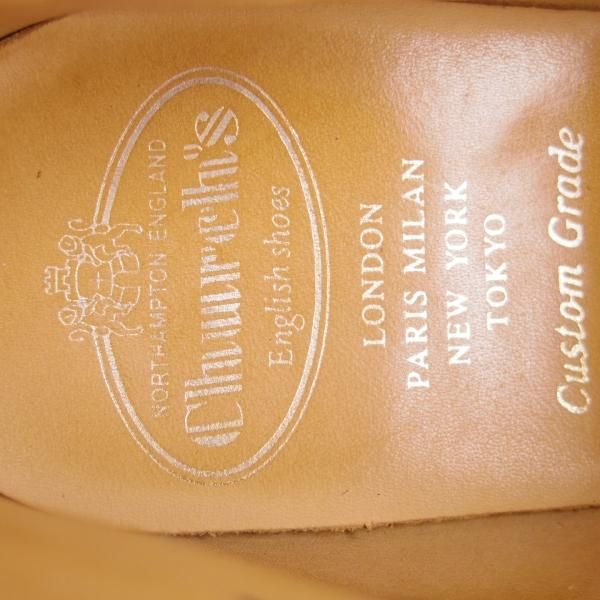 NORTHAMPTON ENGLAND
Church's
English shoes
LONDON
PARIS MILAN
NEW YORK
TOKYO
Custom Grade